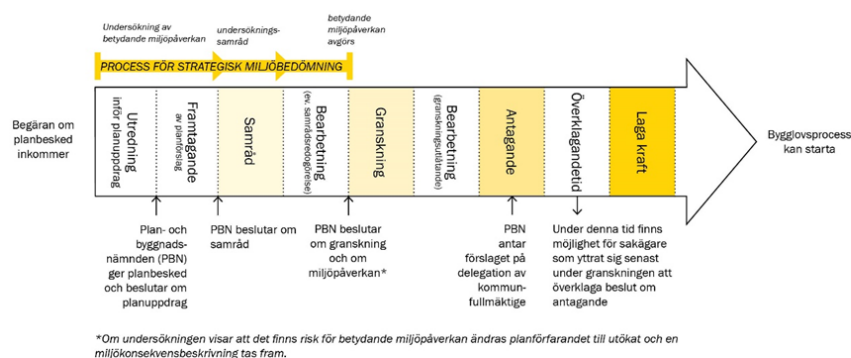 Undersökning av
betydande miljöpåverkan
undersöknings-
samråd
betydande
miljöpåverkan
avgörs
PROCESS FÖR STRATEGISK MILJÖBEDÖMNING
Begäran om
planbesked
inkommer
Utredning
inför planuppdrag
Framtagande
av planförslag
Samråd
Bearbetning
(ev. samrådsredogörelse)
Granskning
Bearbetning
(granskningsutlåtande)
Antagande
Överklagandetid
Laga kraft
Bygglovsprocess
kan starta
Plan- och
byggnads-
nämnden (PBN)
ger planbesked
och beslutar om
planuppdrag
PBN beslutar om
samråd
PBN beslutar
om granskning
och om
miljöpåverkan*
PBN
antar
förslaget på
delegation av
kommun-
fullmäktige
Under denna tid finns
möjlighet för sakägare
som yttrat sig senast
under granskningen att
överklaga beslut om
antagande
*Om undersökningen visar att det finns risk för betydande miljöpåverkan ändras planförfarandet till utökat och en
miljökonsekvensbeskrivning tas fram.